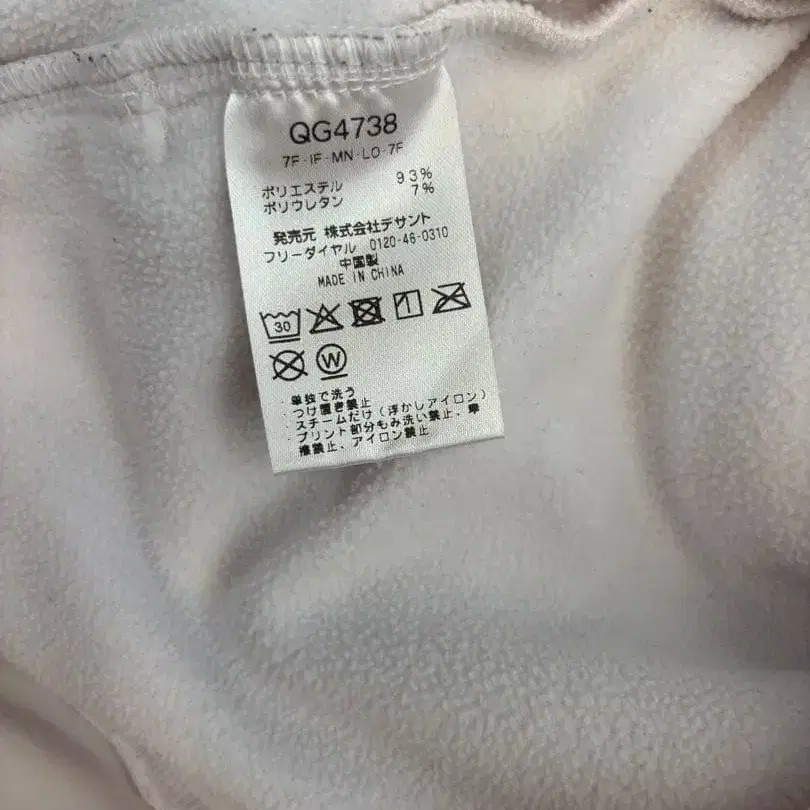 QG4738
7F-IF-MN-LO-7F
ポリエステル 93%
ポリウレタン 7%
発売元 株式会社デサント
フリーダイヤル 0120-46-0310
中国製
MADE IN CHINA
30
W
・単独で洗う
・つけ置き禁止
・スチームだけ(浮かしアイロン)
・プリント部分もみ洗い禁止、摩
擦禁止、アイロン禁止